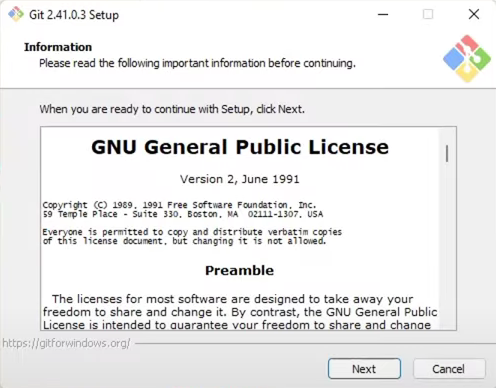 Git 2.41.0.3 Setup
Information
Please read the following important information before continuing.
When you are ready to continue with Setup, click Next.
GNU General Public License
Version 2, June 1991
Copyright (C) 1989, 1991 Free Software Foundation, Inc.
59 Temple Place - Suite 330, Boston, MA 02111-1307, USA
Everyone is permitted to copy and distribute verbatim copies
of this license document, but changing it is not allowed.
Preamble
The licenses for most software are designed to take away your
freedom to share and change it. By contrast, the GNU General Public
License is intended to guarantee your freedom to share and change
https://gitforwindows.org/
Next
Cancel